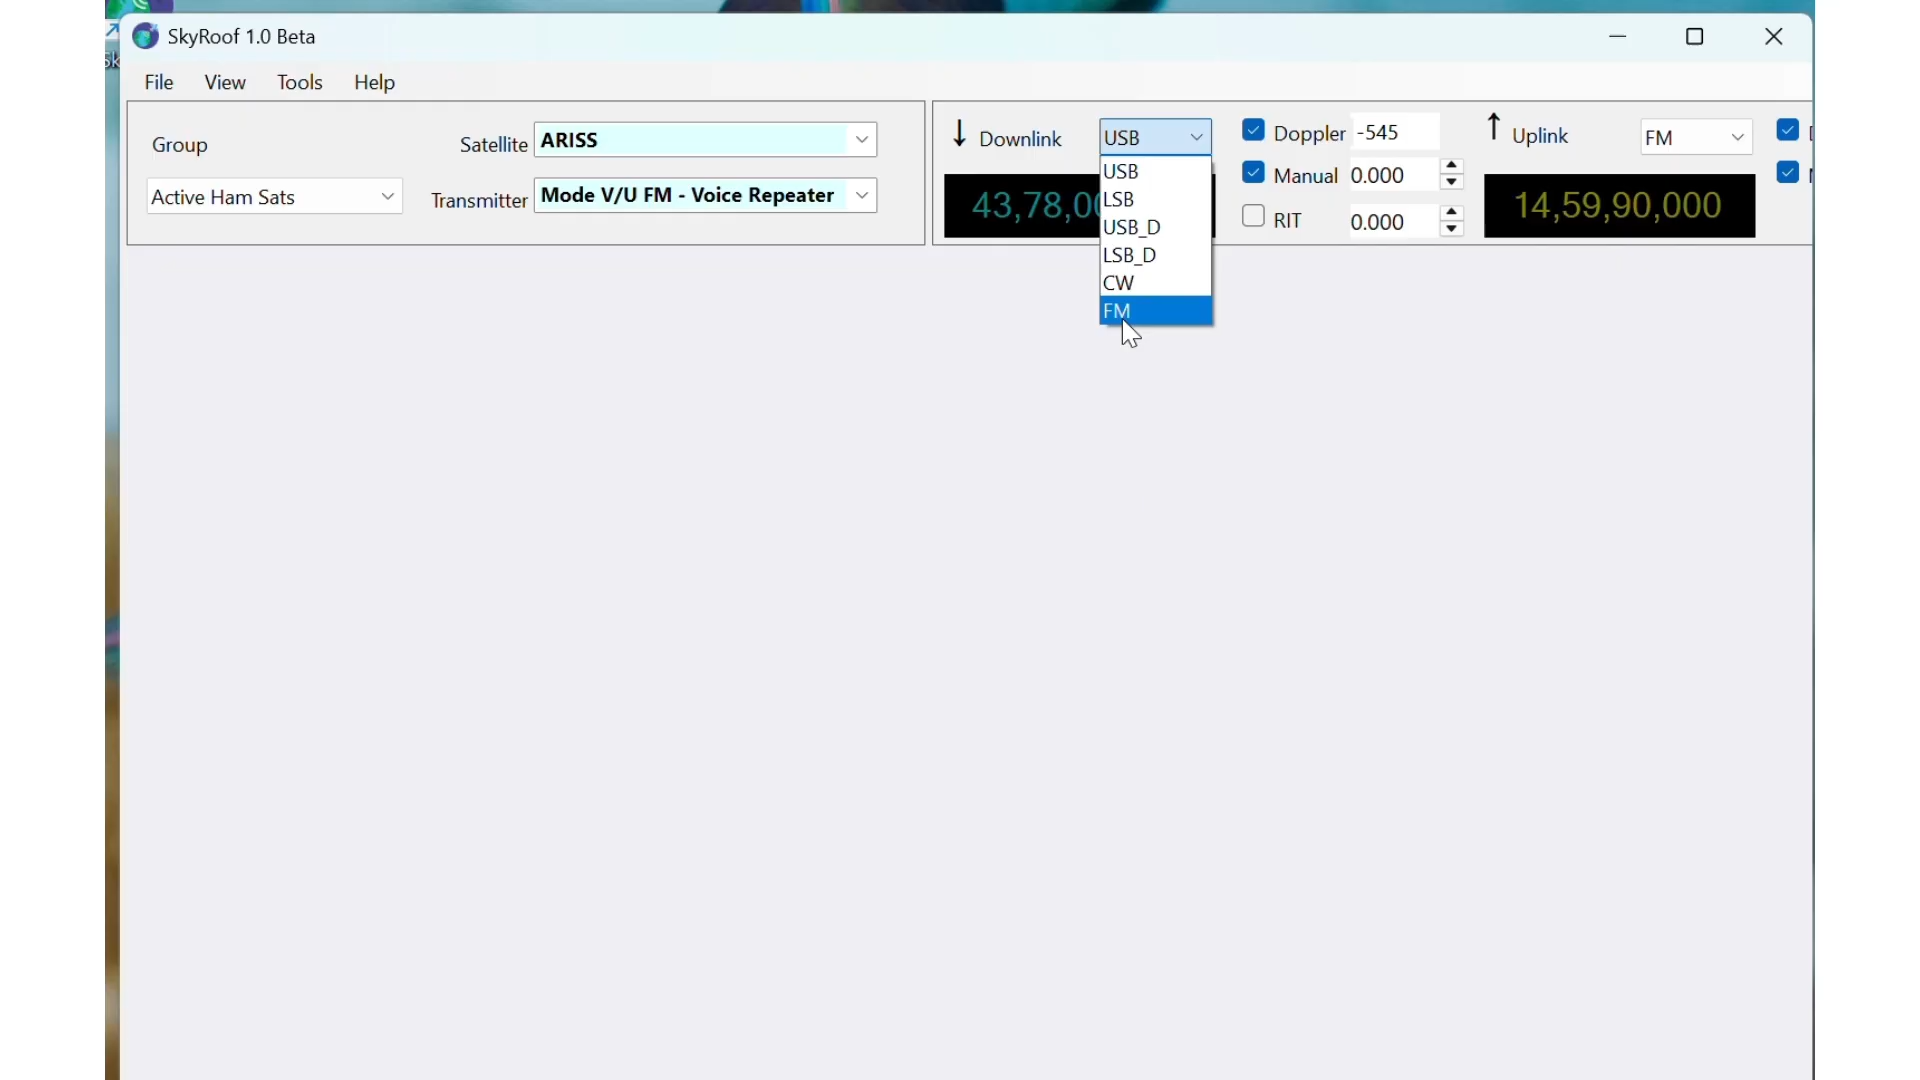 SkyRoof 1.0 Beta
File View Tools Help
Group
Active Ham Sats
Satellite ARISS
Transmitter Mode V/U FM - Voice Repeater
↓ Downlink USB
USB
LSB
USB_D
LSB_D
CW
FM
43,78,00
Doppler -545
Manual 0.000
RIT 0.000
↑ Uplink FM
14,59,90,000